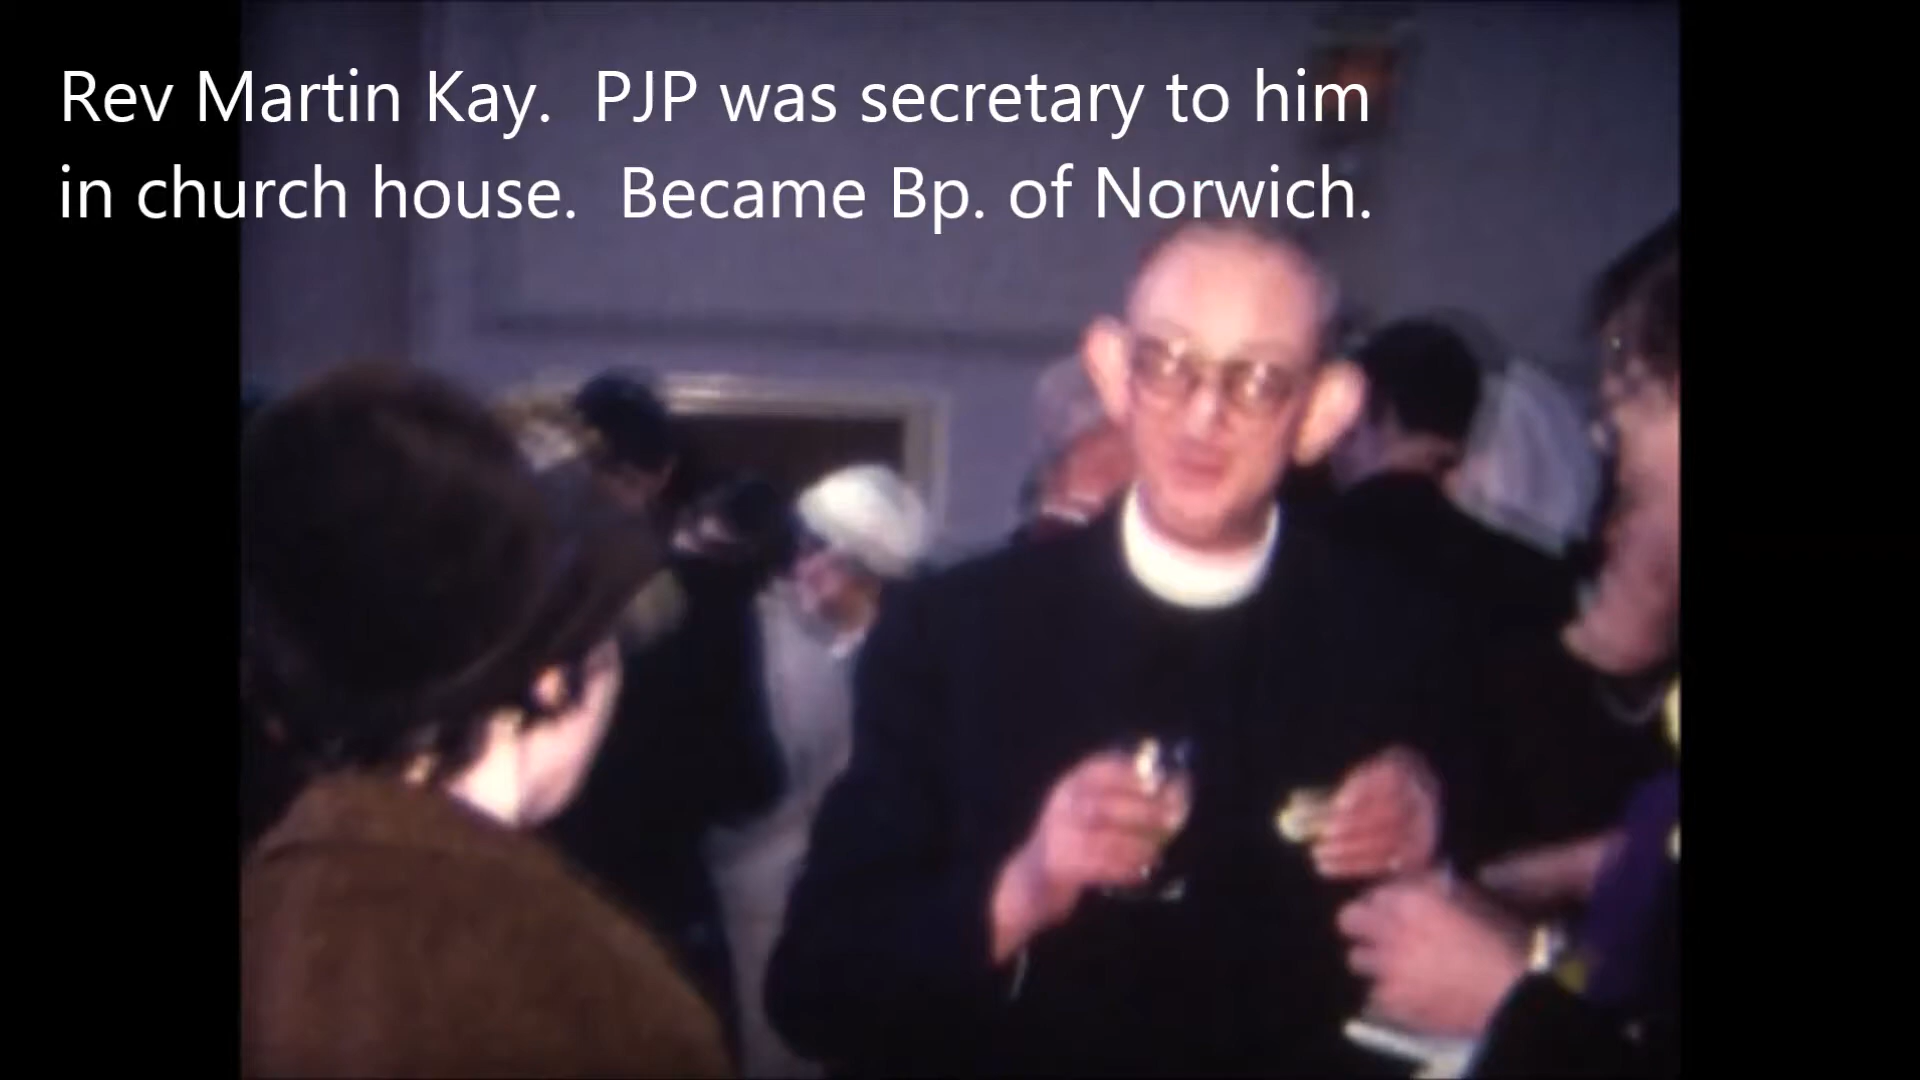 Rev Martin Kay.  PJP was secretary to him
in church house.  Became Bp. of Norwich.